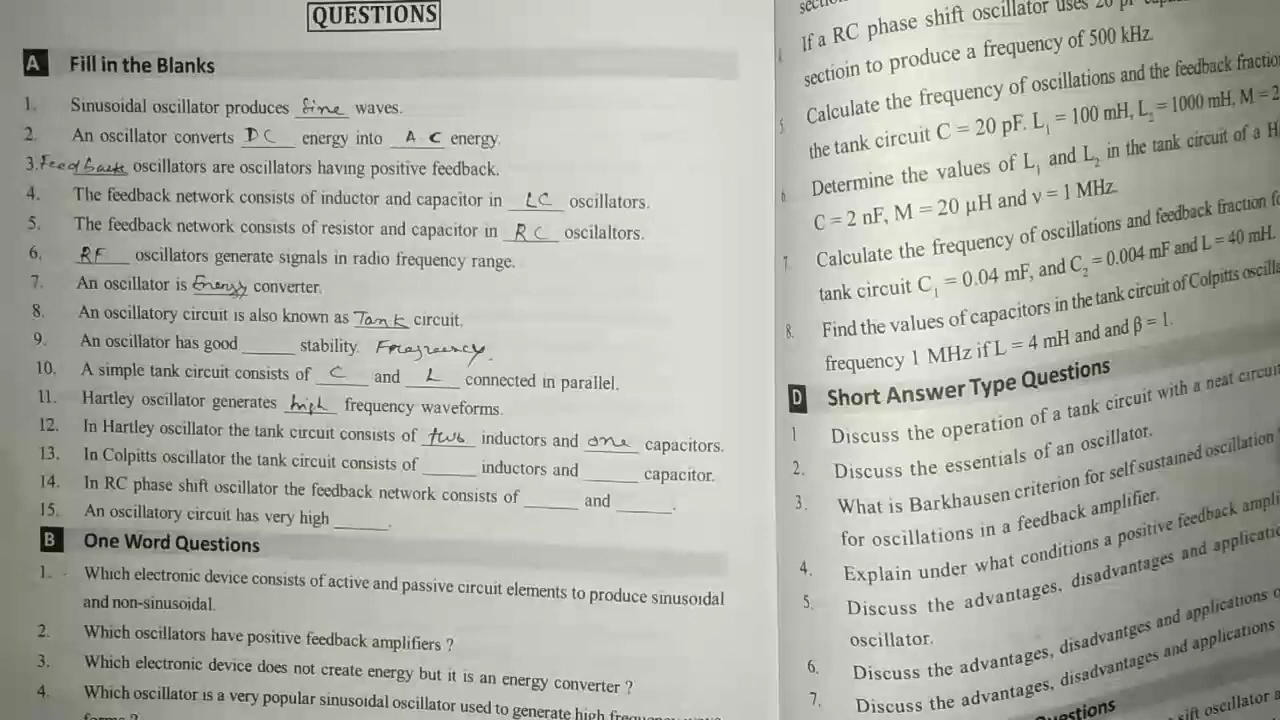 QUESTIONS
A Fill in the Blanks
1. Sinusoidal oscillator produces Sine waves.
2. An oscillator converts DC energy into AC energy.
3. Feedback oscillators are oscillators having positive feedback.
4. The feedback network consists of inductor and capacitor in LC oscillators.
5. The feedback network consists of resistor and capacitor in RC oscilaltors.
6. RF oscillators generate signals in radio frequency range.
7. An oscillator is Energy converter.
8. An oscillatory circuit is also known as Tank circuit.
9. An oscillator has good _____ stability. Freqreency.
10. A simple tank circuit consists of C and L connected in parallel.
11. Hartley oscillator generates high frequency waveforms.
12. In Hartley oscillator the tank circuit consists of two inductors and one capacitors.
13. In Colpitts oscillator the tank circuit consists of _____ inductors and _____ capacitor.
14. In RC phase shift oscillator the feedback network consists of _____ and _____.
15. An oscillatory circuit has very high _____.
B One Word Questions
1. Which electronic device consists of active and passive circuit elements to produce sinusoidal
and non-sinusoidal.
2. Which oscillators have positive feedback amplifiers ?
3. Which electronic device does not create energy but it is an energy converter ?
4. Which oscillator is a very popular sinusoidal oscillator used to generate high
If a RC phase shift oscillator uses 20
sectioin to produce a frequency of 500 kHz.
5. Calculate the frequency of oscillations and the feedback
the tank circuit C = 20 pF. L₁ = 100 mH, L₂ = 1000 mH, M = 2
6. Determine the values of L₁ and L₂ in the tank circuit of a H
C = 2 nF, M = 20 μH and ν = 1 MHz.
7. Calculate the frequency of oscillations and feedback fraction
tank circuit C₁ = 0.04 mF, and C₂ = 0.004 mF and L = 40 mH.
8. Find the values of capacitors in the tank circuit of Colpitts
frequency 1 MHz if L = 4 mH and and β = 1.
D Short Answer Type Questions
1 Discuss the operation of a tank circuit with a neat
2. Discuss the essentials of an oscillator.
3. What is Barkhausen criterion for self sustained oscillation
for oscillations in a feedback amplifier.
4. Explain under what conditions a positive feedback
5. Discuss the advantages, disadvantages and
oscillator.
6. Discuss the advantages, disadvantges and applications
7. Discuss the advantages, disadvantages and applications